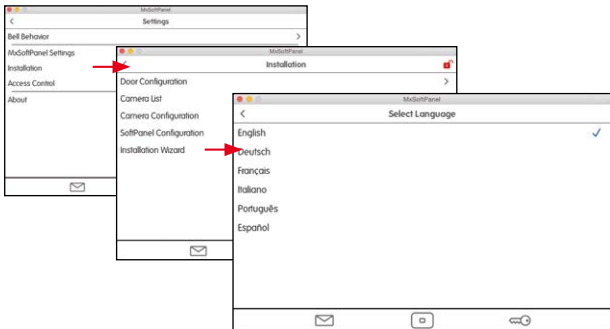 MxSoftPanel
Settings
Bell Behavior
MxSoftPanel Settings
Installation
Access Control
About
MxSoftPanel
Installation
Door Configuration
Camera List
Camera Configuration
SoftPanel Configuration
Installation Wizard
MxSoftPanel
Select Language
English
Deutsch
Français
Italiano
Português
Español